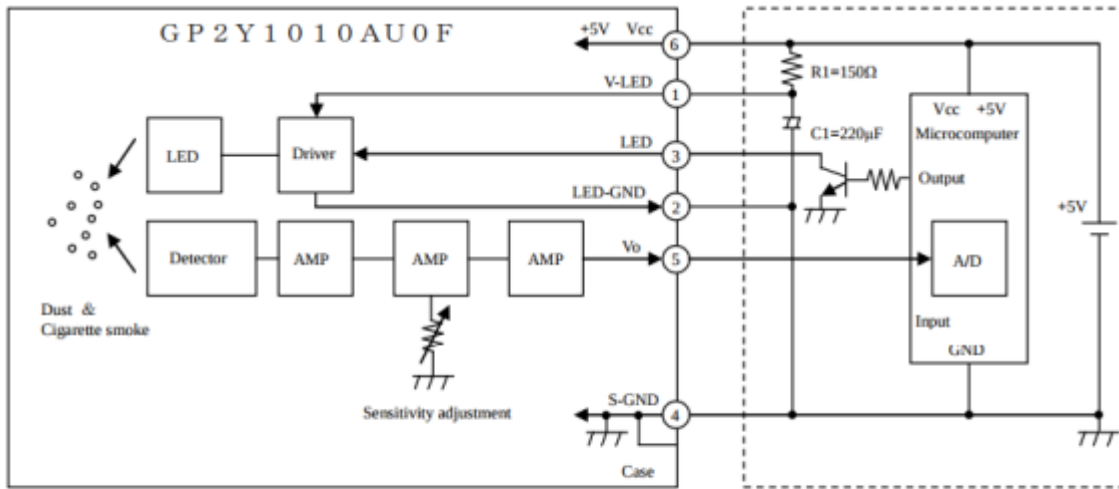 GP2Y1010AU0F
+5V Vcc
6
R1=150Ω
V-LED
1
Vcc +5V
Microcomputer
C1=220μF
LED
Driver
LED
3
Output
LED-GND
2
+5V
Detector
AMP
AMP
AMP
Vo
5
A/D
Dust &
Cigarette smoke
Input
GND
Sensitivity adjustment
S-GND
4
Case